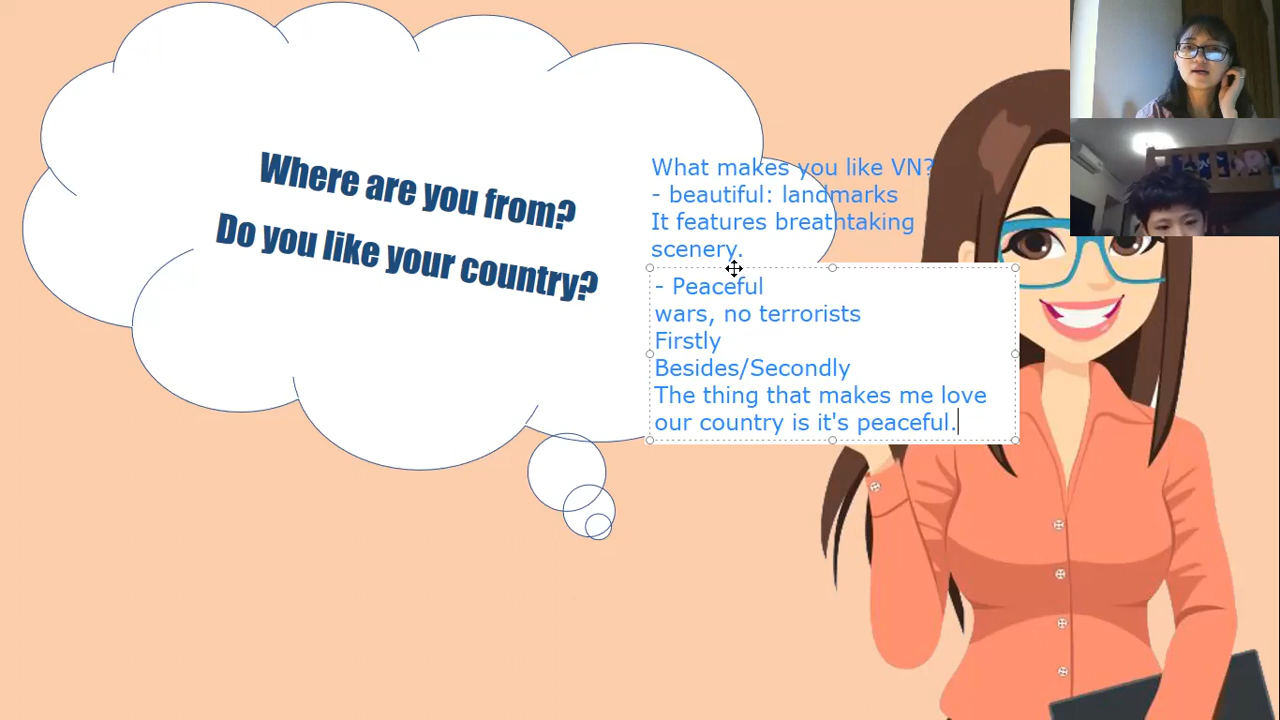 Where are you from?
Do you like your country?
What makes you like VN?
- beautiful: landmarks
It features breathtaking
scenery.
- Peaceful
wars, no terrorists
Firstly
Besides/Secondly
The thing that makes me love
our country is it's peaceful.